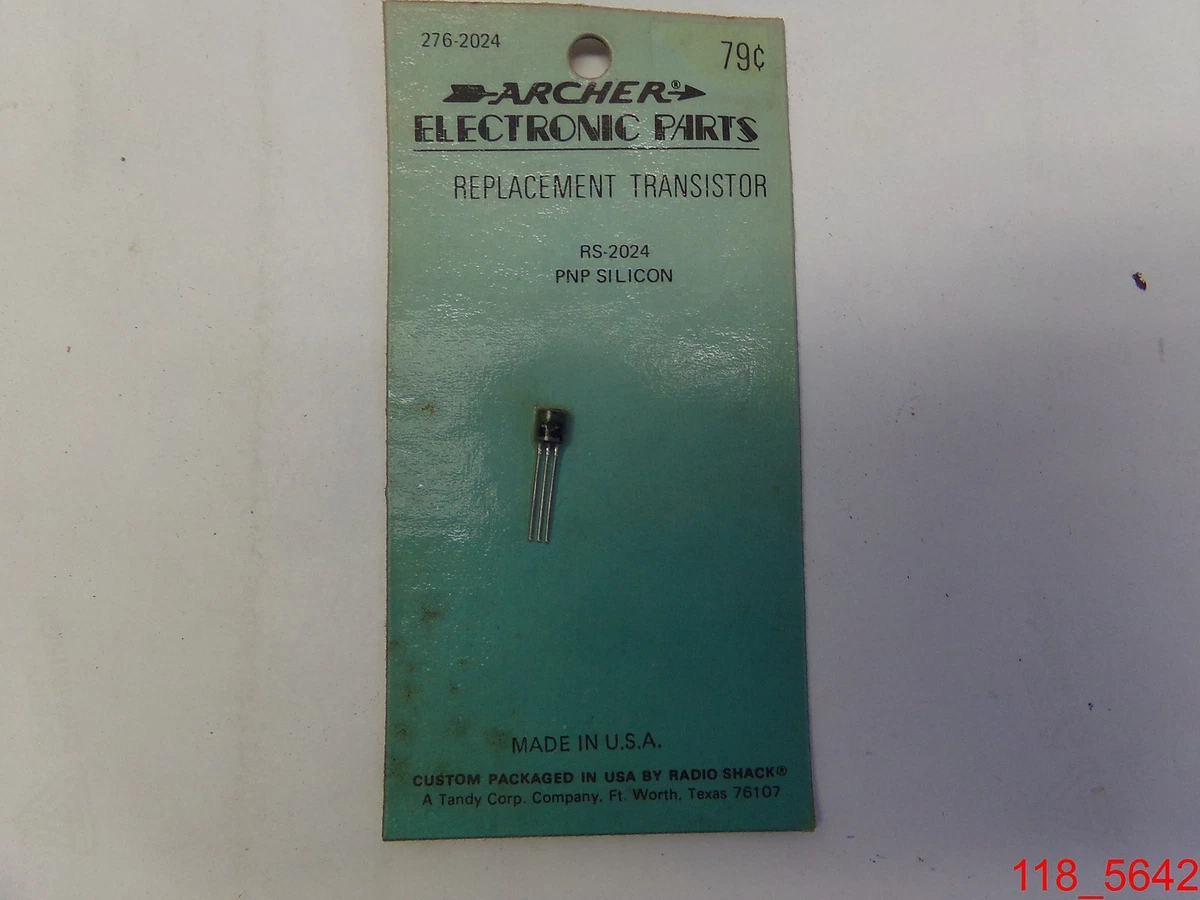 276-2024
79¢
ARCHER®
ELECTRONIC PARTS
REPLACEMENT TRANSISTOR
RS-2024
PNP SILICON
MADE IN U.S.A.
CUSTOM PACKAGED IN USA BY RADIO SHACK®
A Tandy Corp. Company, Ft. Worth, Texas 76107
118_5642